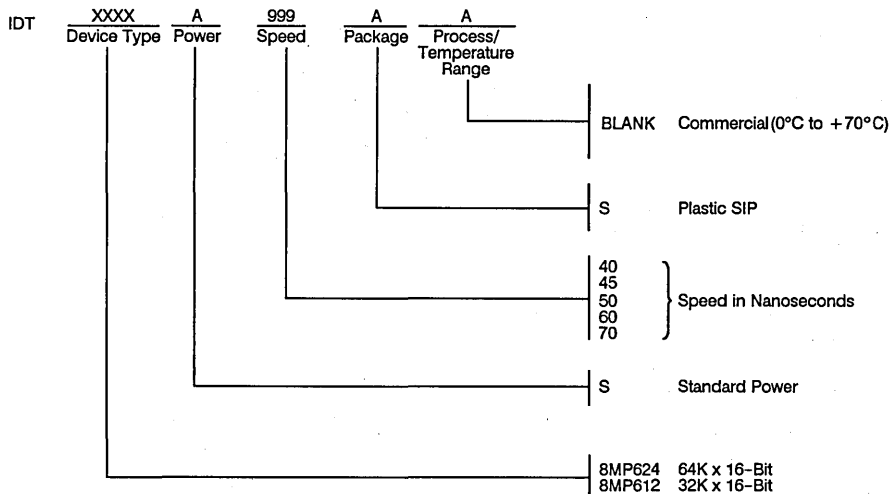 IDT XXXX A 999 A A
Device Type Power Speed Package Process/
Temperature
Range
BLANK Commercial (0°C to +70°C)
S Plastic SIP
40
45
50 Speed in Nanoseconds
60
70
S Standard Power
8MP624 64K x 16-Bit
8MP612 32K x 16-Bit